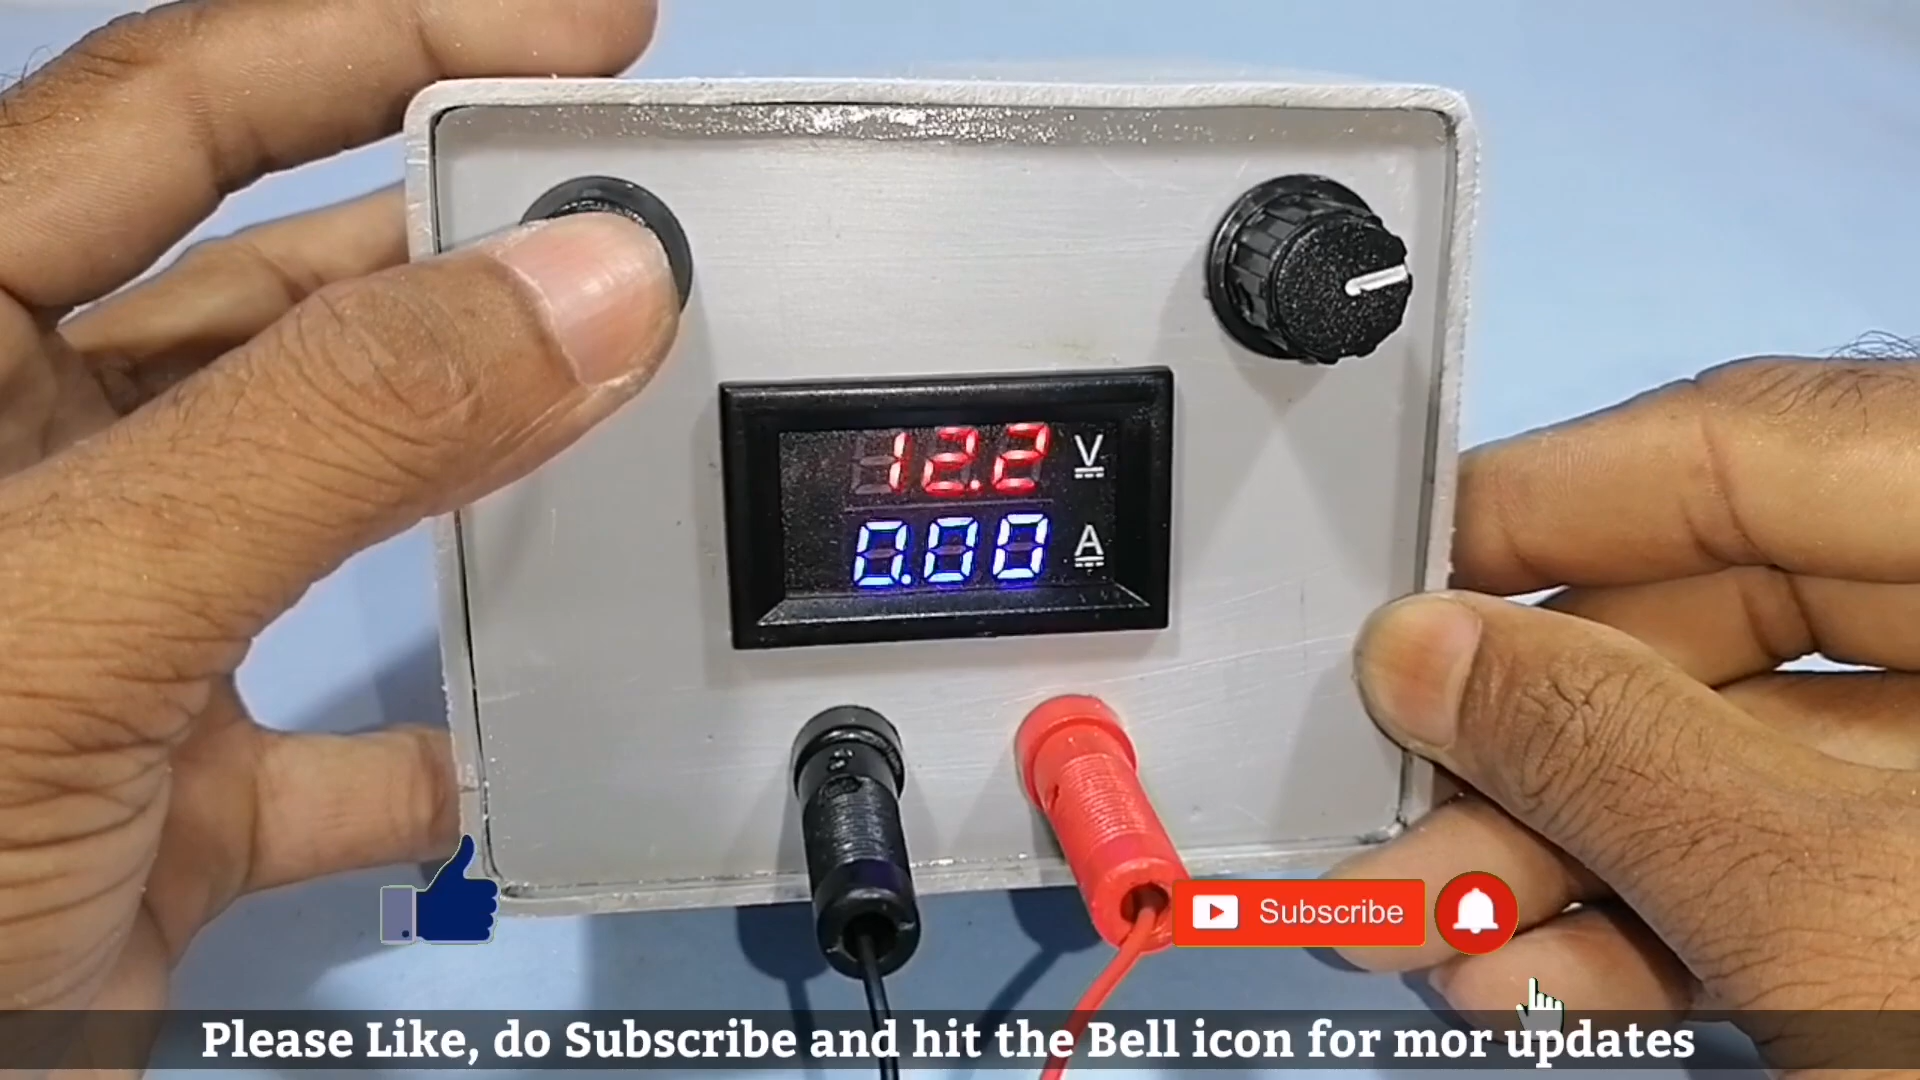 12.2 V
0.00 A
Subscribe
Please Like, do Subscribe and hit the Bell icon for mor updates